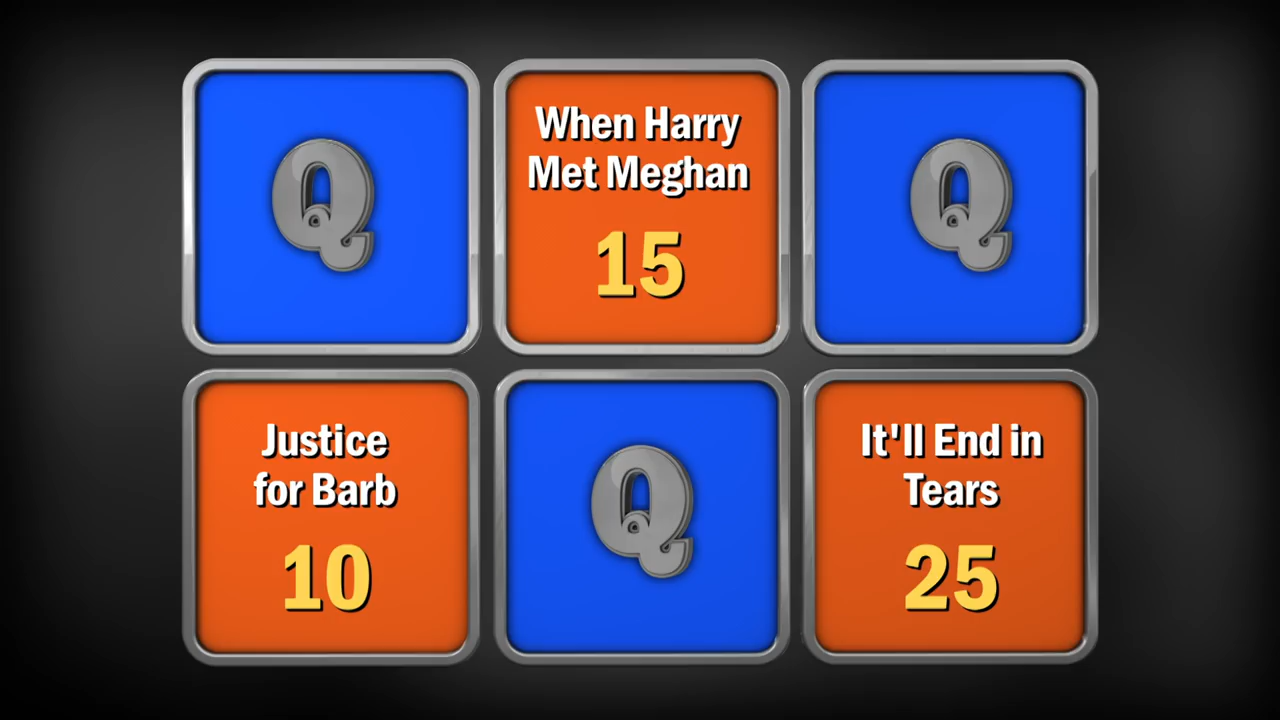 Q
When Harry
Met Meghan
15
Q
Justice
for Barb
10
Q
It'll End in
Tears
25